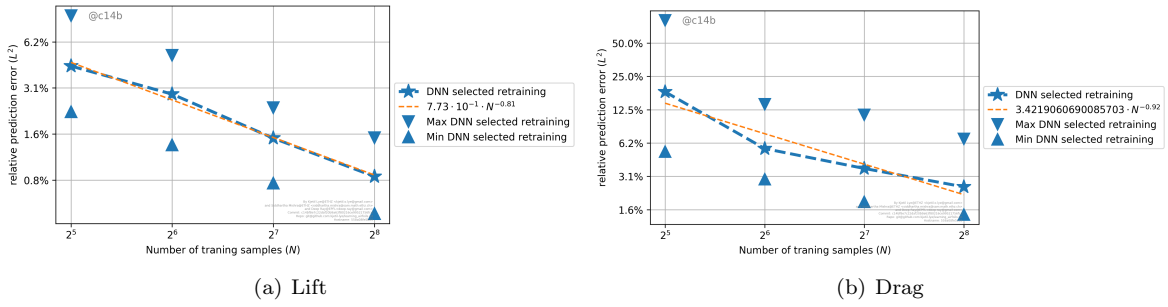 @c14b
6.2%
3.1%
1.6%
0.8%
relative prediction error (L²)
2⁵
2⁶
2⁷
2⁸
Number of traning samples (N)
DNN selected retraining
7.73 · 10⁻¹ · N⁻⁰·⁸¹
Max DNN selected retraining
Min DNN selected retraining
(a) Lift
@c14b
50.0%
25.0%
12.5%
6.2%
3.1%
1.6%
relative prediction error (L²)
2⁵
2⁶
2⁷
2⁸
Number of traning samples (N)
DNN selected retraining
3.4219060690085703 · N⁻⁰·⁹²
Max DNN selected retraining
Min DNN selected retraining
(b) Drag